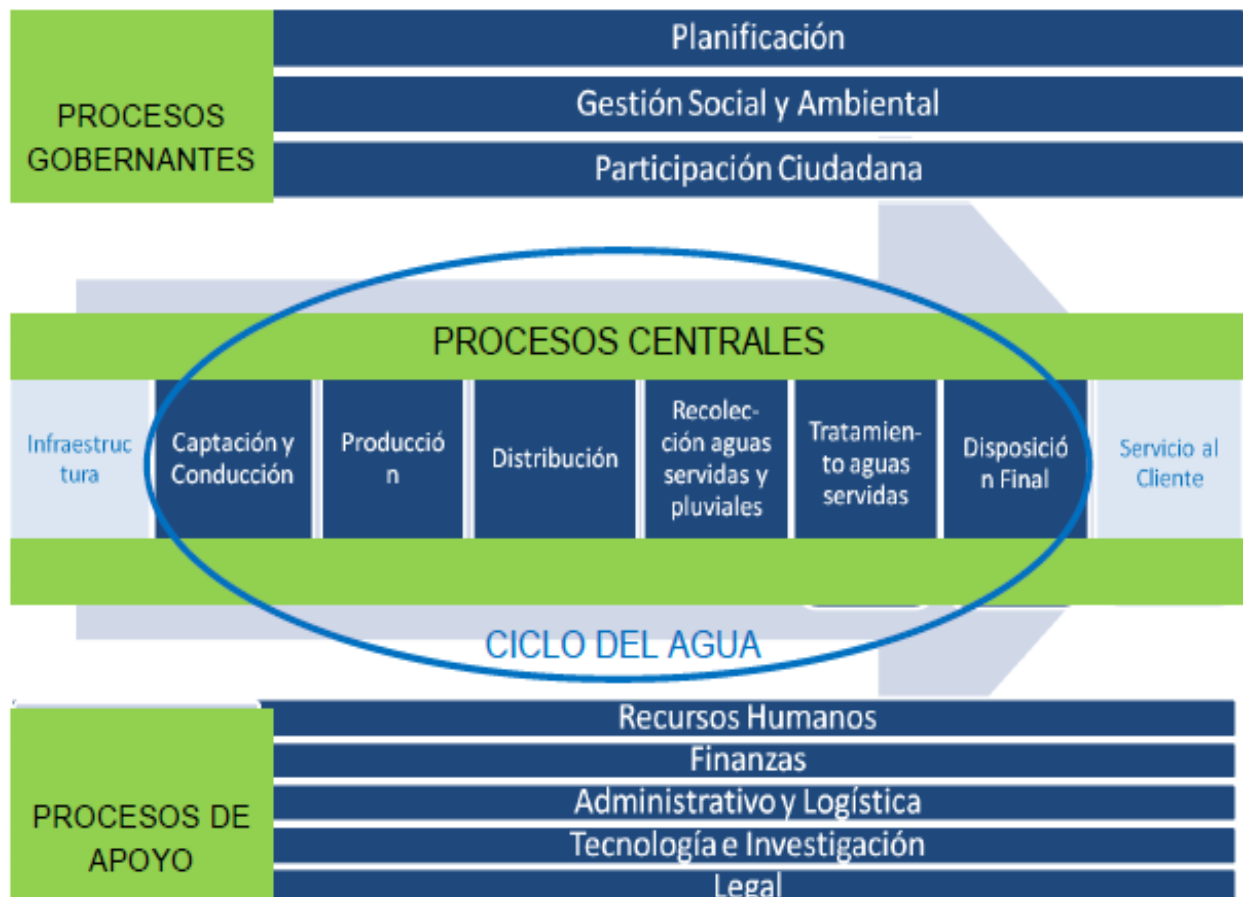 Planificación
PROCESOS
GOBERNANTES
Gestión Social y Ambiental
Participación Ciudadana
PROCESOS CENTRALES
Infraestruc
tura
Captación y
Conducción
Producció
n
Distribución
Recolec-
ción aguas
servidas y
pluviales
Tratamien-
to aguas
servidas
Disposició
n Final
Servicio al
Cliente
CICLO DEL AGUA
PROCESOS DE
APOYO
Recursos Humanos
Finanzas
Administrativo y Logística
Tecnología e Investigación
Legal